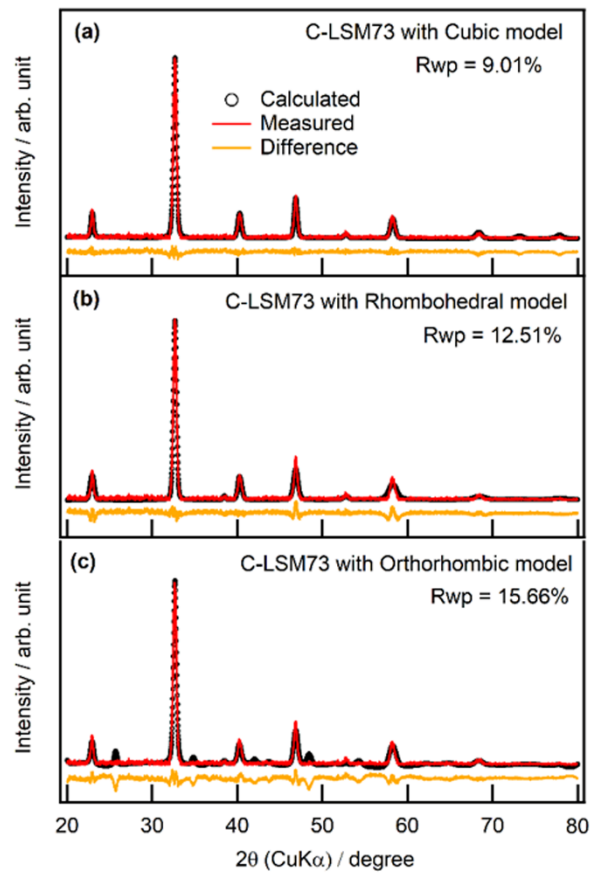 (a) C-LSM73 with Cubic model
Rwp = 9.01%
Calculated
Measured
Difference
Intensity / arb. unit
(b) C-LSM73 with Rhombohedral model
Rwp = 12.51%
Intensity / arb. unit
(c) C-LSM73 with Orthorhombic model
Rwp = 15.66%
Intensity / arb. unit
20 30 40 50 60 70 80
2θ (CuKα) / degree